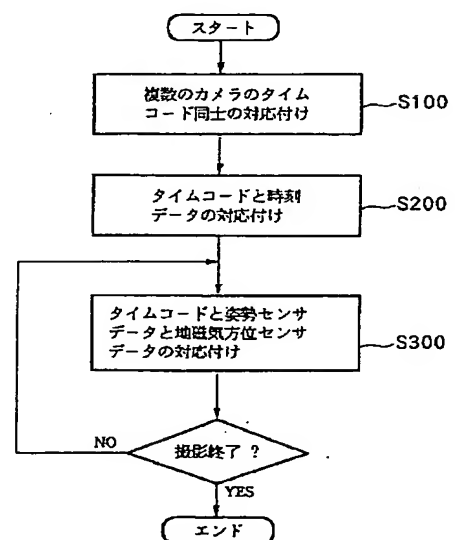 スタート
複数のカメラのタイム
コード同士の対応付け
S100
タイムコードと時刻
データの対応付け
S200
タイムコードと姿勢センサ
データと地磁気方位センサ
データの対応付け
S300
NO
撮影終了 ?
YES
エンド